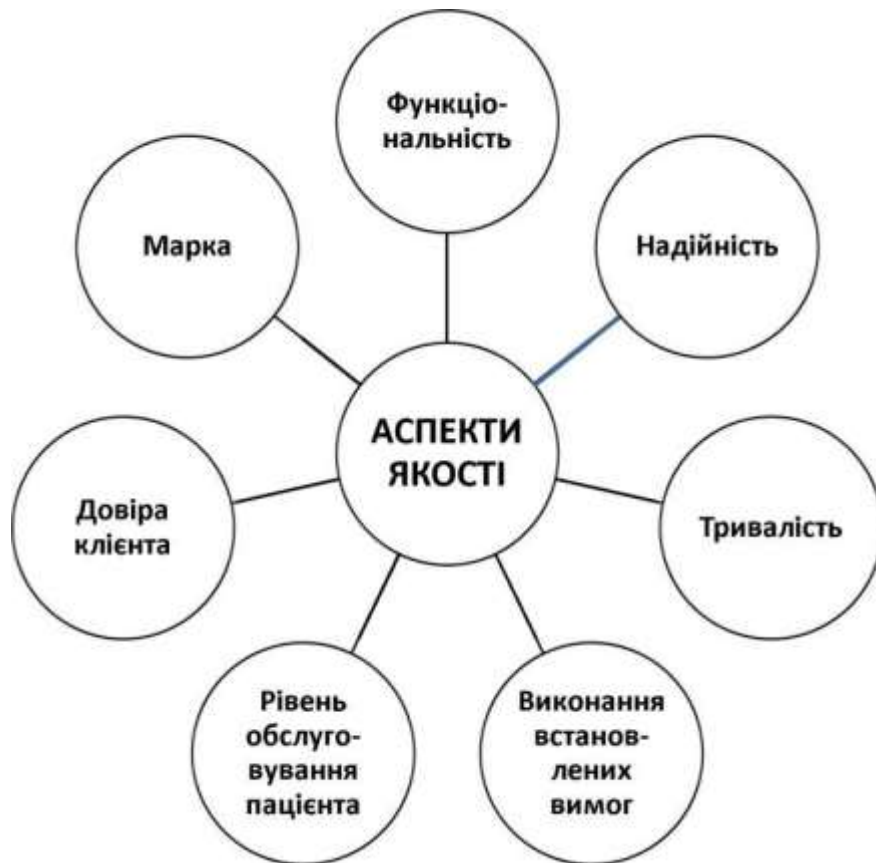 Функціо-
нальність
Марка
Надійність
АСПЕКТИ
ЯКОСТІ
Довіра
клієнта
Тривалість
Рівень
обслуго-
вування
пацієнта
Виконання
встанов-
лених
вимог